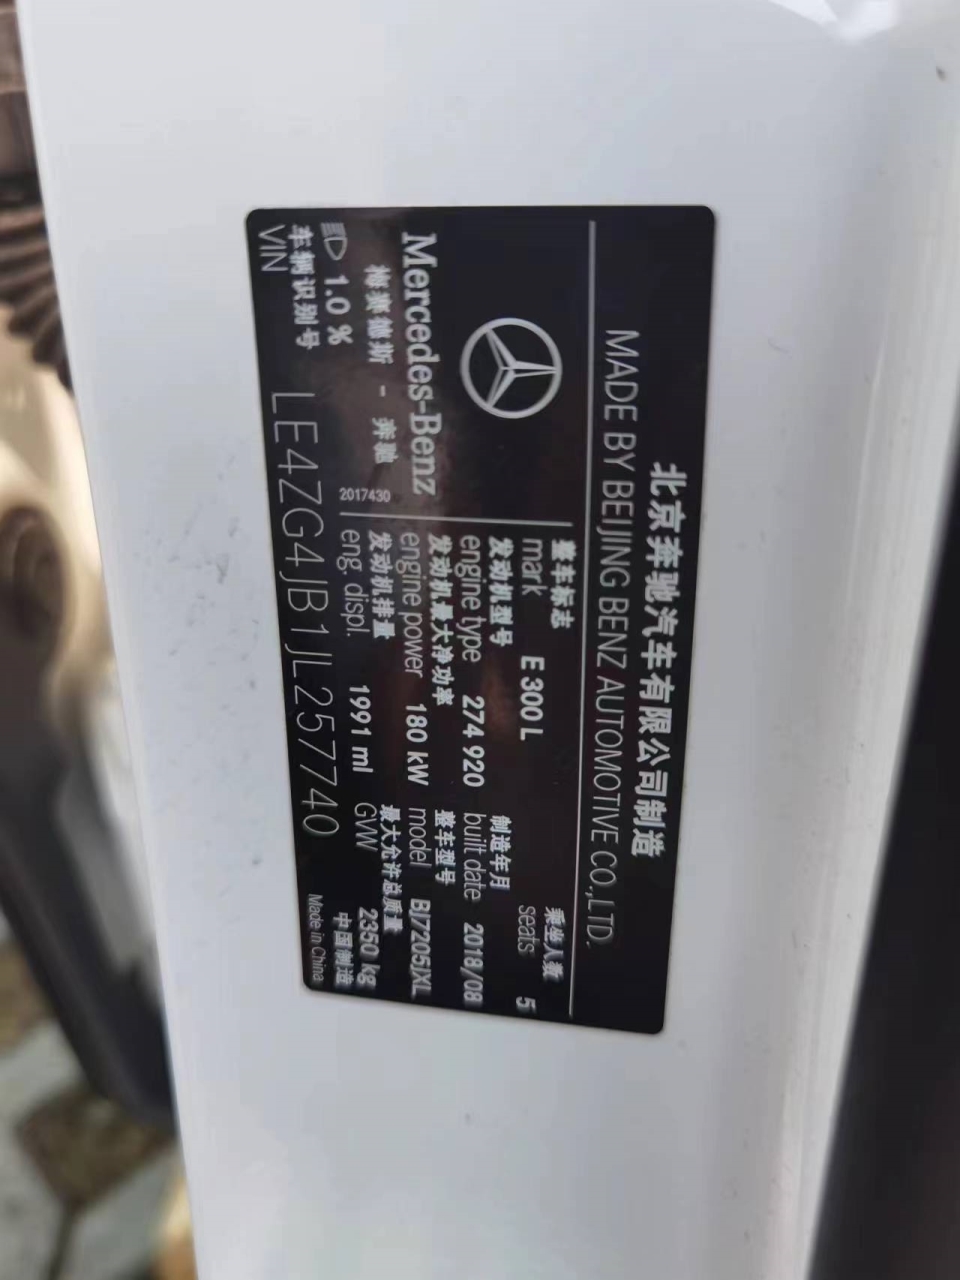 北京奔驰汽车有限公司制造
MADE BY BEIJING BENZ AUTOMOTIVE CO.,LTD.
Mercedes-Benz
梅赛德斯 - 奔驰
2017430
1.0 %
整车标志
mark E 300 L
乘坐人数
seats 5
发动机型号
engine type 274 920
制造年月
built date 2018/08
发动机最大净功率
engine power 180 kW
整车型号
model BJ7205JXL
发动机排量
eng. displ. 1991 ml
最大允许总质量
GVW 2350 kg
车辆识别号
VIN LE4ZG4JB1JL257740
中国制造
Made in China